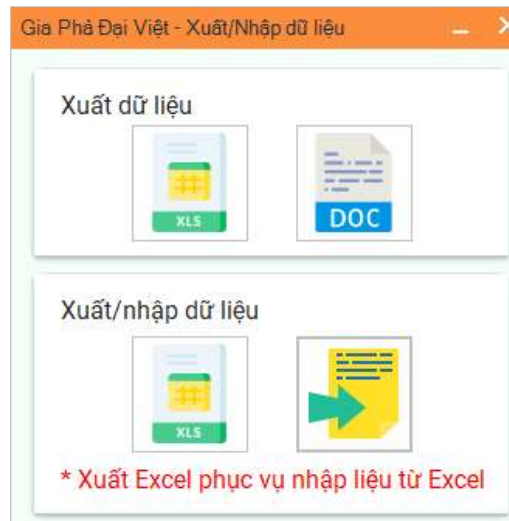 Gia Phả Đại Việt - Xuất/Nhập dữ liệu
Xuất dữ liệu
XLS DOC
Xuất/nhập dữ liệu
XLS
* Xuất Excel phục vụ nhập liệu từ Excel